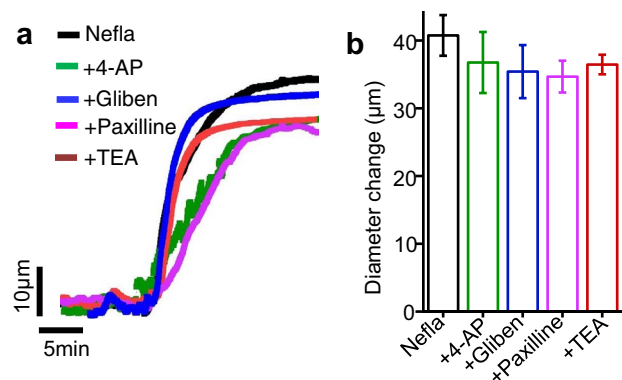 a
Nefla
+4-AP
+Gliben
+Paxilline
+TEA
10µm
5min
b
Diameter change (µm)
40
30
20
10
0
Nefla
+4-AP
+Gliben
+Paxilline
+TEA